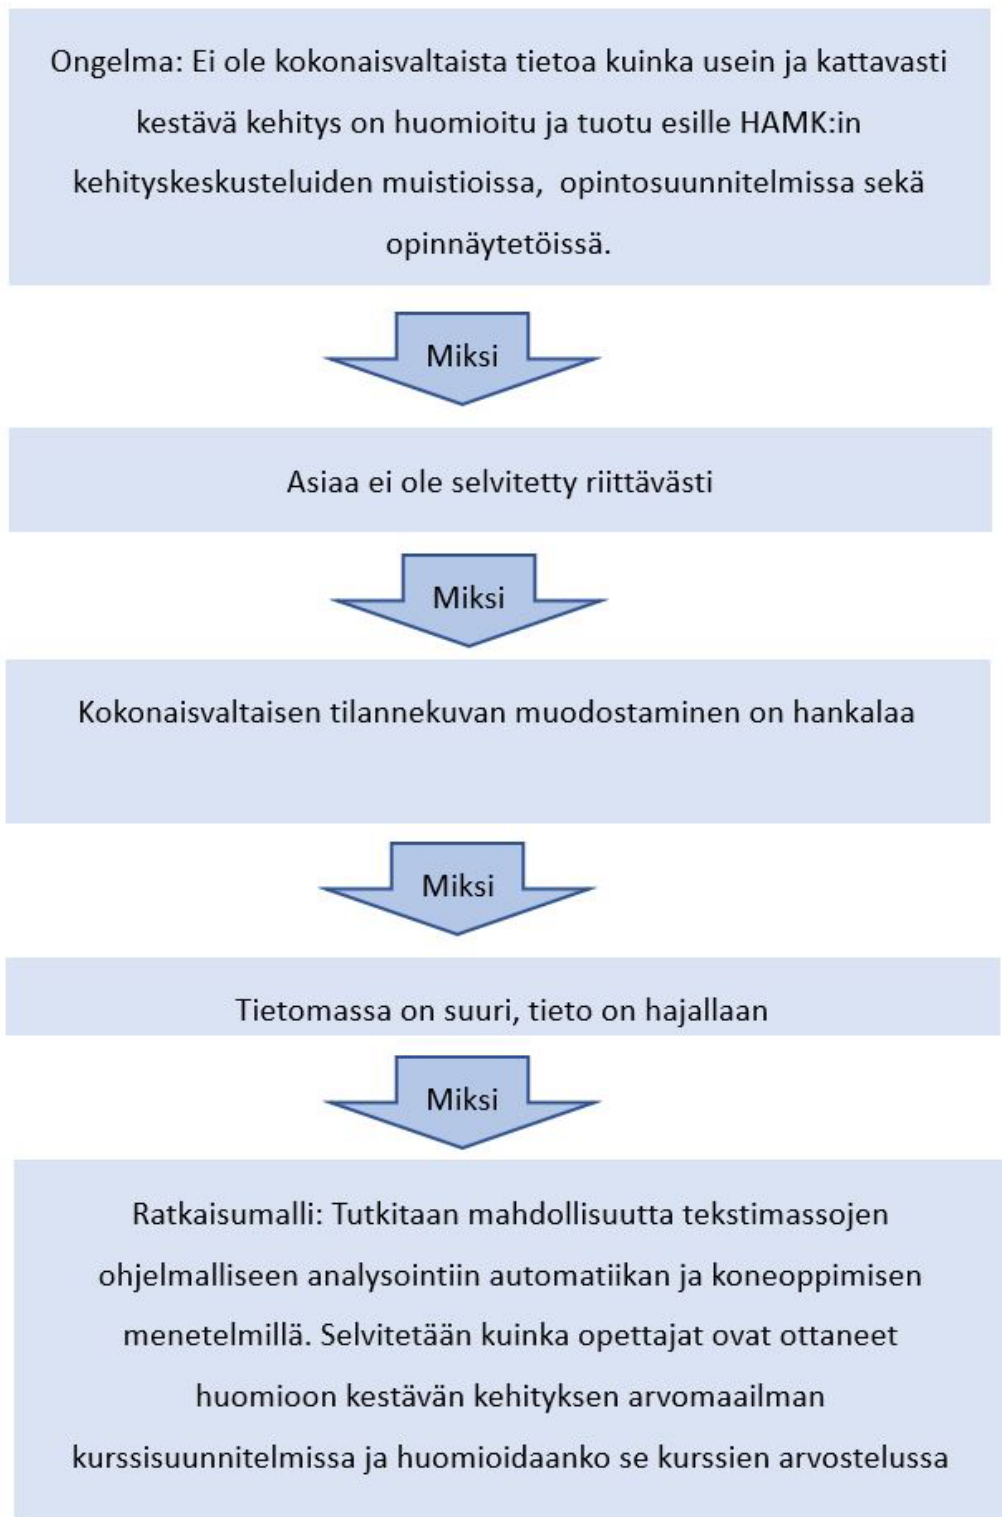 Ongelma: Ei ole kokonaisvaltaista tietoa kuinka usein ja kattavasti
kestävä kehitys on huomioitu ja tuotu esille HAMK:in
kehityskeskusteluiden muistioissa, opintosuunnitelmissa sekä
opinnäytetöissä.
Miksi
Asiaa ei ole selvitetty riittävästi
Miksi
Kokonaisvaltaisen tilannekuvan muodostaminen on hankalaa
Miksi
Tietomassa on suuri, tieto on hajallaan
Miksi
Ratkaisumalli: Tutkitaan mahdollisuutta tekstimassojen
ohjelmalliseen analysointiin automatiikan ja koneoppimisen
menetelmillä. Selvitetään kuinka opettajat ovat ottaneet
huomioon kestävän kehityksen arvomaailman
kurssisuunnitelmissa ja huomioidaanko se kurssien arvostelussa